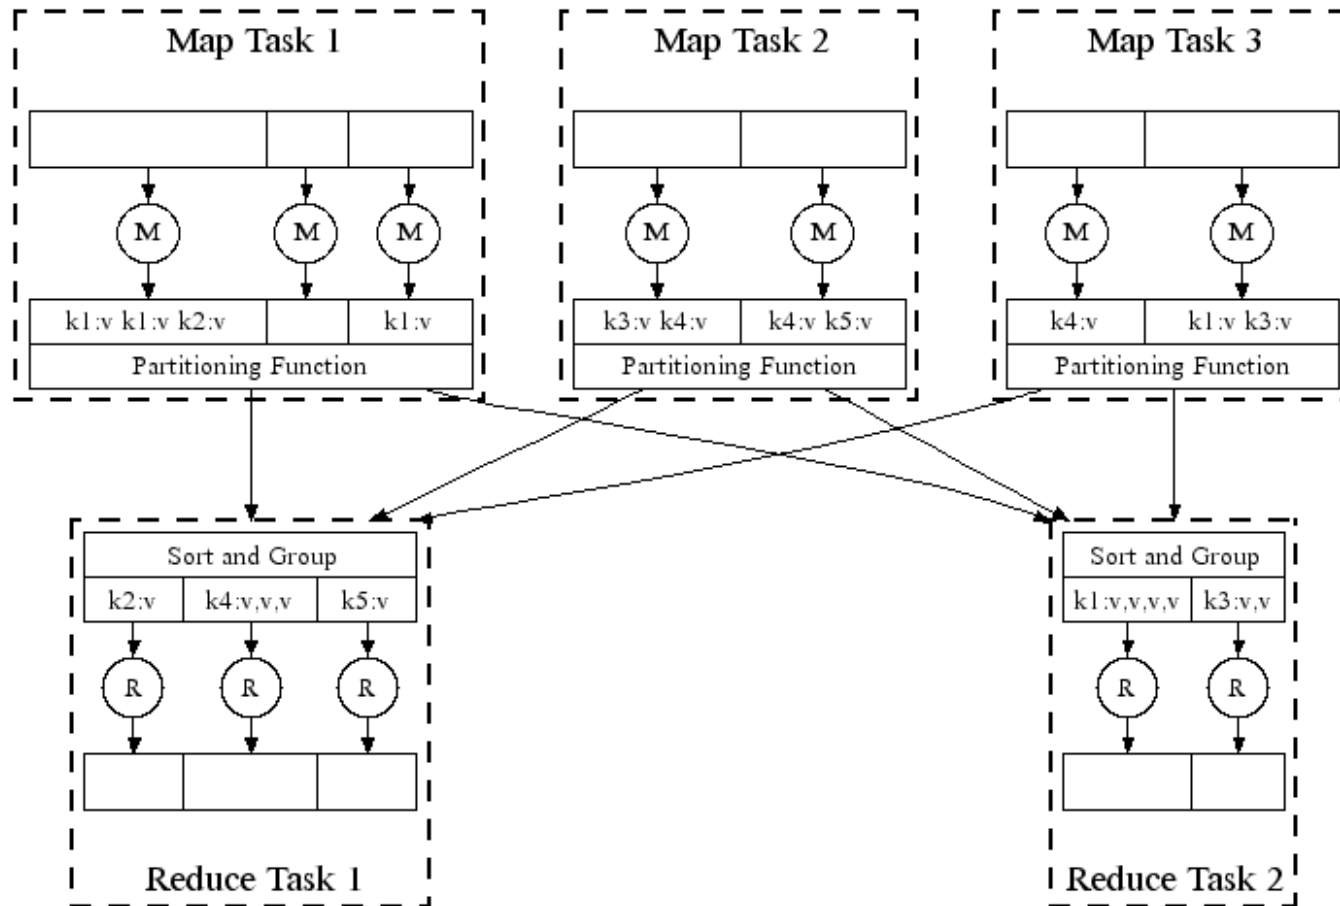 Map Task 1
Map Task 2
Map Task 3
M
M
M
M
M
M
M
k1:v k1:v k2:v
k1:v
k3:v k4:v
k4:v k5:v
k4:v
k1:v k3:v
Partitioning Function
Partitioning Function
Partitioning Function
Sort and Group
k2:v
k4:v,v,v
k5:v
R
R
R
Reduce Task 1
Sort and Group
k1:v,v,v,v
k3:v,v
R
R
Reduce Task 2